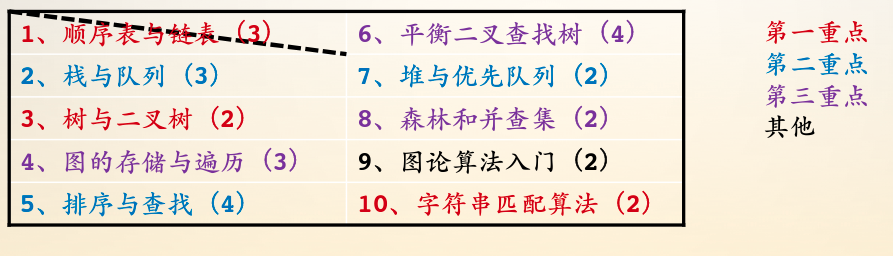 1、顺序表与链表（3）
2、栈与队列（3）
3、树与二叉树（2）
4、图的存储与遍历（3）
5、排序与查找（4）
6、平衡二叉查找树（4）
7、堆与优先队列（2）
8、森林和并查集（2）
9、图论算法入门（2）
10、字符串匹配算法（2）
第一重点
第二重点
第三重点
其他